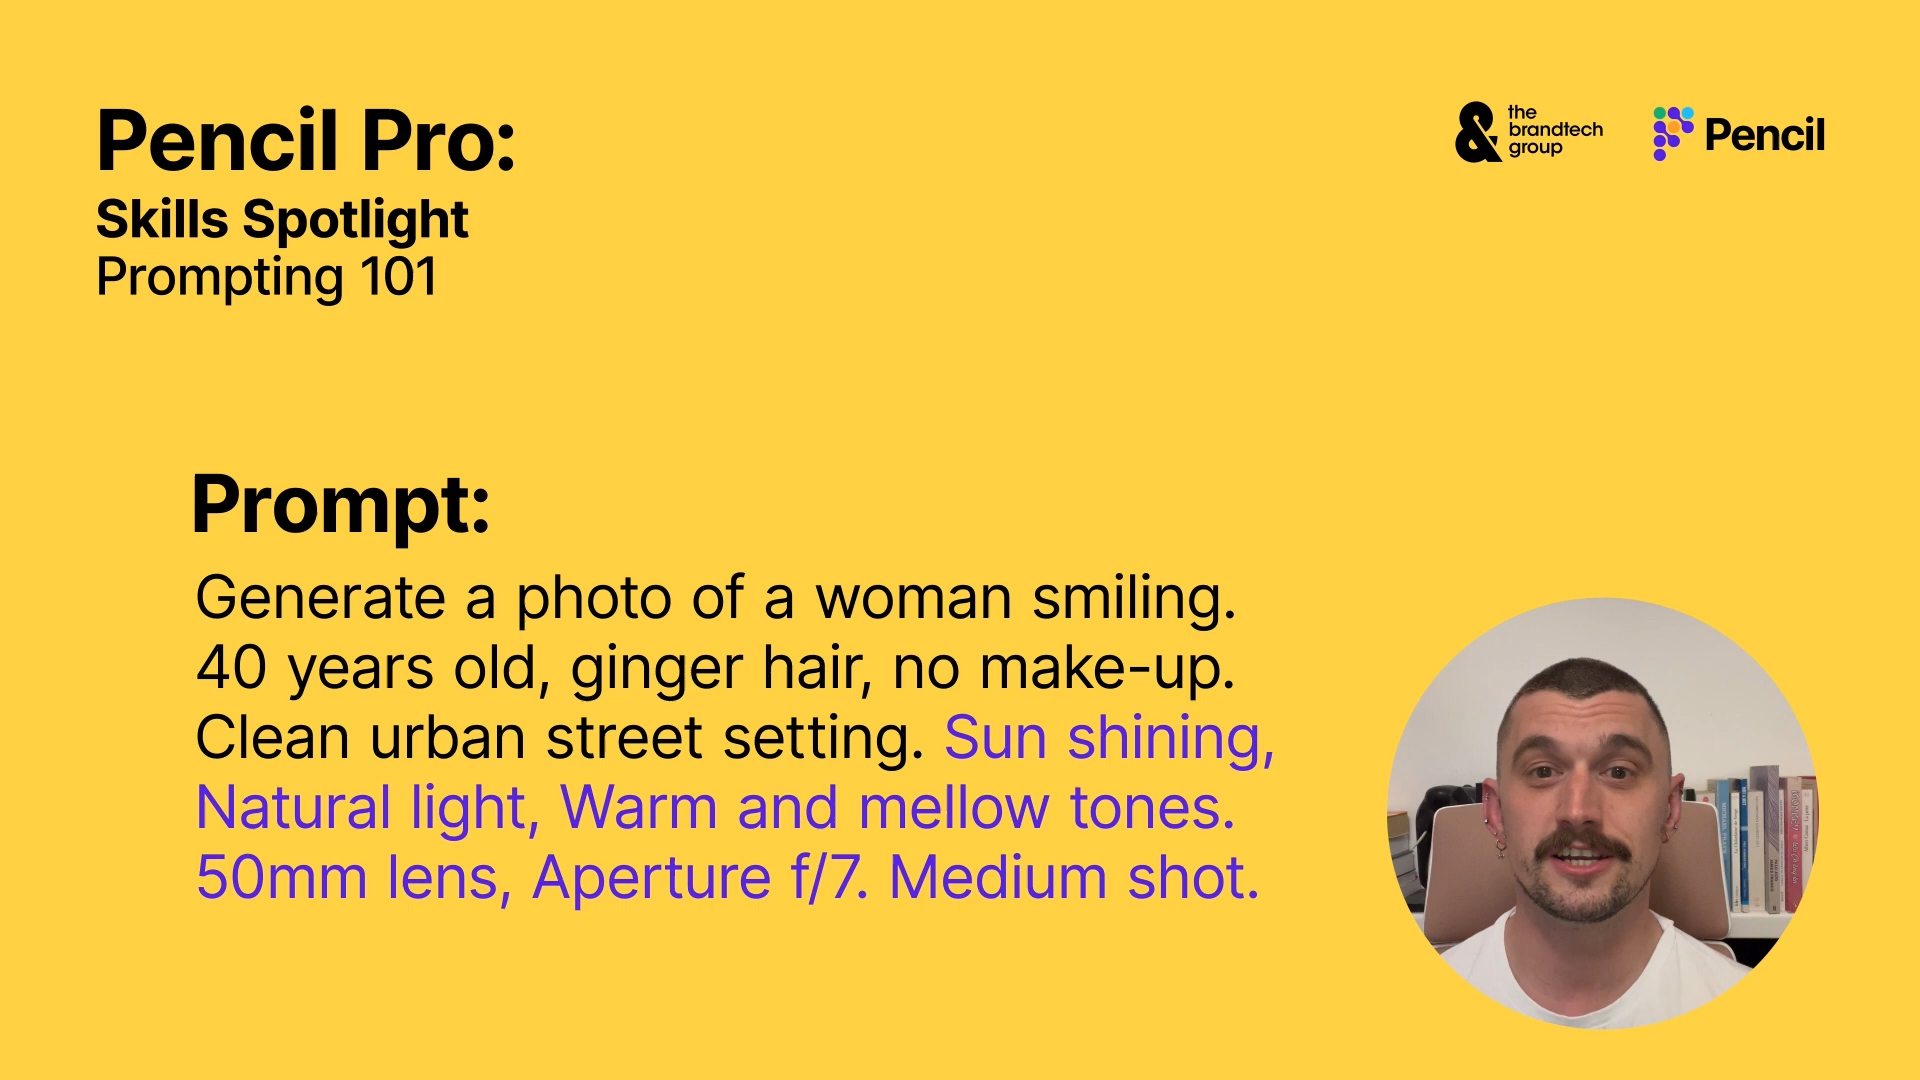 Pencil Pro:
Skills Spotlight
Prompting 101
the
brandtech
group
Pencil
Prompt:
Generate a photo of a woman smiling.
40 years old, ginger hair, no make-up.
Clean urban street setting. Sun shining,
Natural light, Warm and mellow tones.
50mm lens, Aperture f/7. Medium shot.